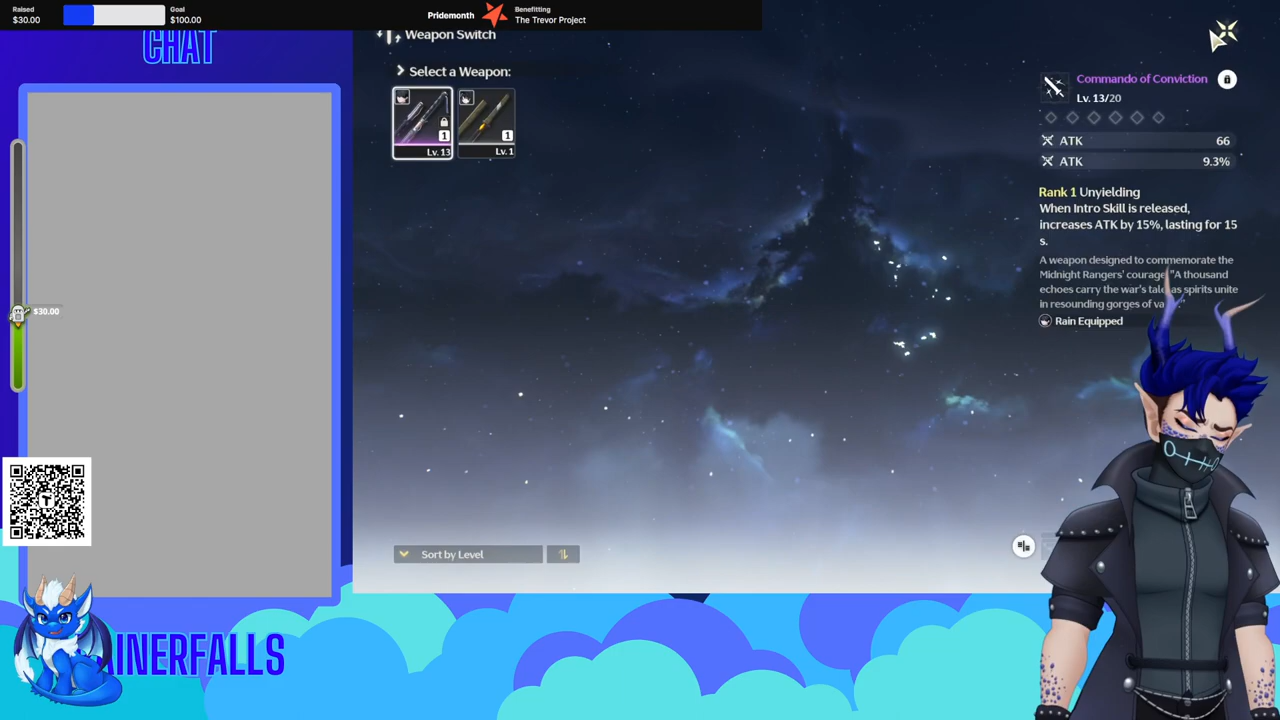 Raised
$30.00
Goal
$100.00
Pridemonth
Benefitting
The Trevor Project
CHAT
Weapon Switch
Select a Weapon:
1
Lv. 13
1
Lv. 1
Commando of Conviction
Lv. 13/20
ATK 66
ATK 9.3%
Rank 1 Unyielding
When Intro Skill is released,
increases ATK by 15%, lasting for 15
s.
A weapon designed to commemorate the
Midnight Rangers' courage. "A thousand
echoes carry the war's tale as spirits unite
in resounding gorges of
Rain Equipped
$30.00
T
Sort by Level
AINERFALLS